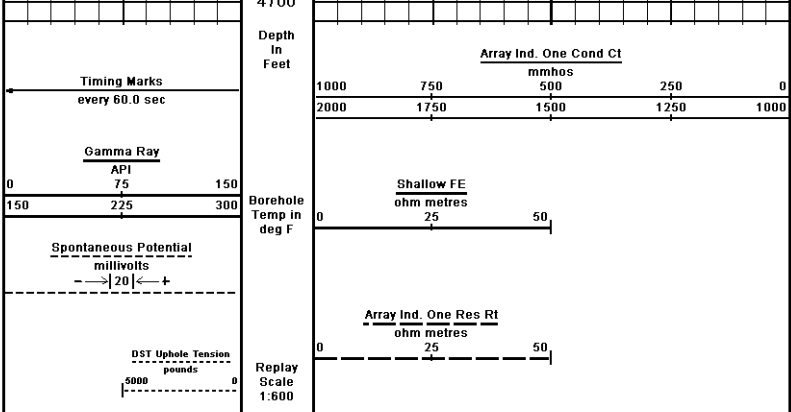 4700
Depth
In
Feet
Timing Marks
every 60.0 sec
Gamma Ray
API
0 75 150
150 225 300
Spontaneous Potential
millivolts
- 20 +
DST Uphole Tension
pounds
5000 0
Borehole
Temp in
deg F
Replay
Scale
1:600
Array Ind. One Cond Ct
mmhos
1000 750 500 250 0
2000 1750 1500 1250 1000
Shallow FE
ohm metres
0 25 50
Array Ind. One Res Rt
ohm metres
0 25 50